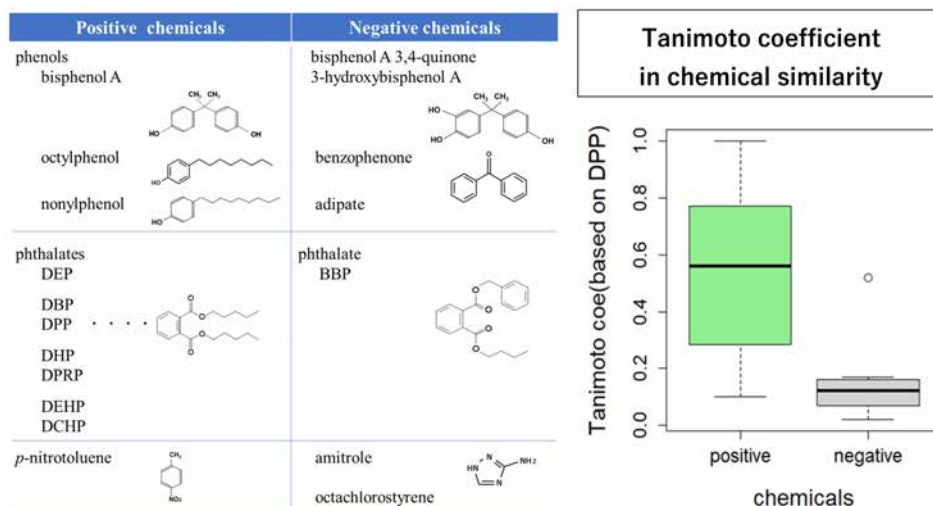 Positive chemicals
Negative chemicals
phenols
bisphenol A
CH₃ CH₃
HO OH
octylphenol
HO
nonylphenol
HO
bisphenol A 3,4-quinone
3-hydroxybisphenol A
CH₃ CH₃
HO
HO OH
benzophenone
O
adipate
phthalates
DEP
DBP
DPP · · · ·
O
O
O
O
DHP
DPRP
DEHP
DCHP
phthalate
BBP
O
O
O
O
p-nitrotoluene
CH₃
NO₂
amitrole
N NH₂
HN
N
octachlorostyrene
Tanimoto coefficient
in chemical similarity
Tanimoto coe(based on DPP)
1.0
0.8
0.6
0.4
0.2
0.0
positive negative
chemicals